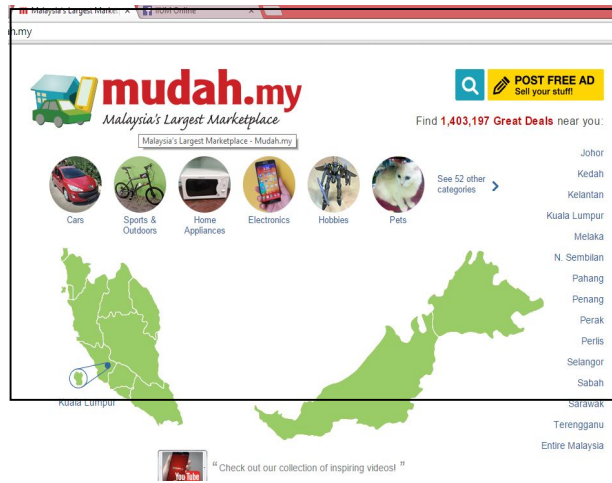 Malaysia's Largest Market
IIUM Online
h.my
mudah.my
Malaysia's Largest Marketplace
Malaysia's Largest Marketplace - Mudah.my
POST FREE AD
Sell your stuff!
Find 1,403,197 Great Deals near you:
Cars
Sports &
Outdoors
Home
Appliances
Electronics
Hobbies
Pets
See 52 other
categories
Johor
Kedah
Kelantan
Kuala Lumpur
Melaka
N. Sembilan
Pahang
Penang
Perak
Perlis
Selangor
Sabah
Sarawak
Terengganu
Entire Malaysia
Kuala Lumpur
You Tube
“ Check out our collection of inspiring videos! ”